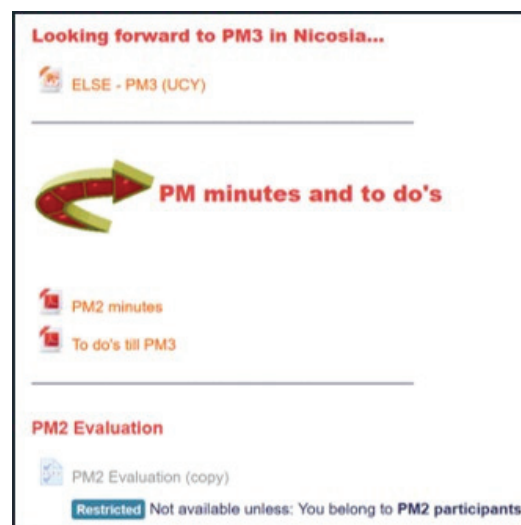 Looking forward to PM3 in Nicosia...
ELSE - PM3 (UCY)
PM minutes and to do's
PM2 minutes
To do's till PM3
PM2 Evaluation
PM2 Evaluation (copy)
Restricted Not available unless: You belong to PM2 participants